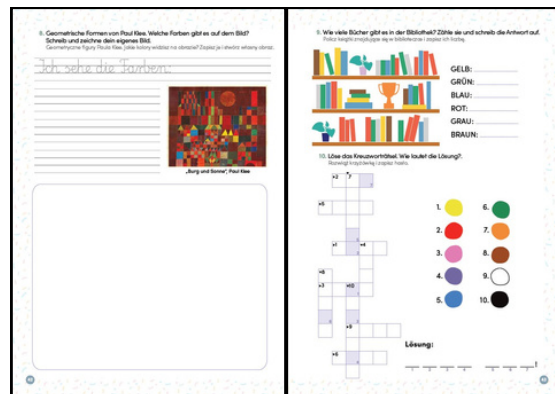 8. Geometrische Formen von Paul Klee. Welche Farben gibt es auf dem Bild?
Schreib und zeichne dein eigenes Bild.
Geometryczne figury Paula Klee. Jakie kolory widzisz na obrazie? Zapisz je i stwórz własny obraz.
Ich sehe die Farben:
„Burg und Sonne", Paul Klee
9. Wie viele Bücher gibt es in der Bibliothek? Zähle sie und schreib die Antwort auf.
Policz książki znajdujące się w bibliotece i zapisz ich liczbę.
GELB:
GRÜN:
BLAU:
ROT:
GRAU:
BRAUN:
10. Löse das Kreuzworträtsel. Wie lautet die Lösung?.
Rozwiąż krzyżówkę i zapisz hasło.
1. 6.
2. 7.
3. 8.
4. 9.
5. 10.
Lösung:
!